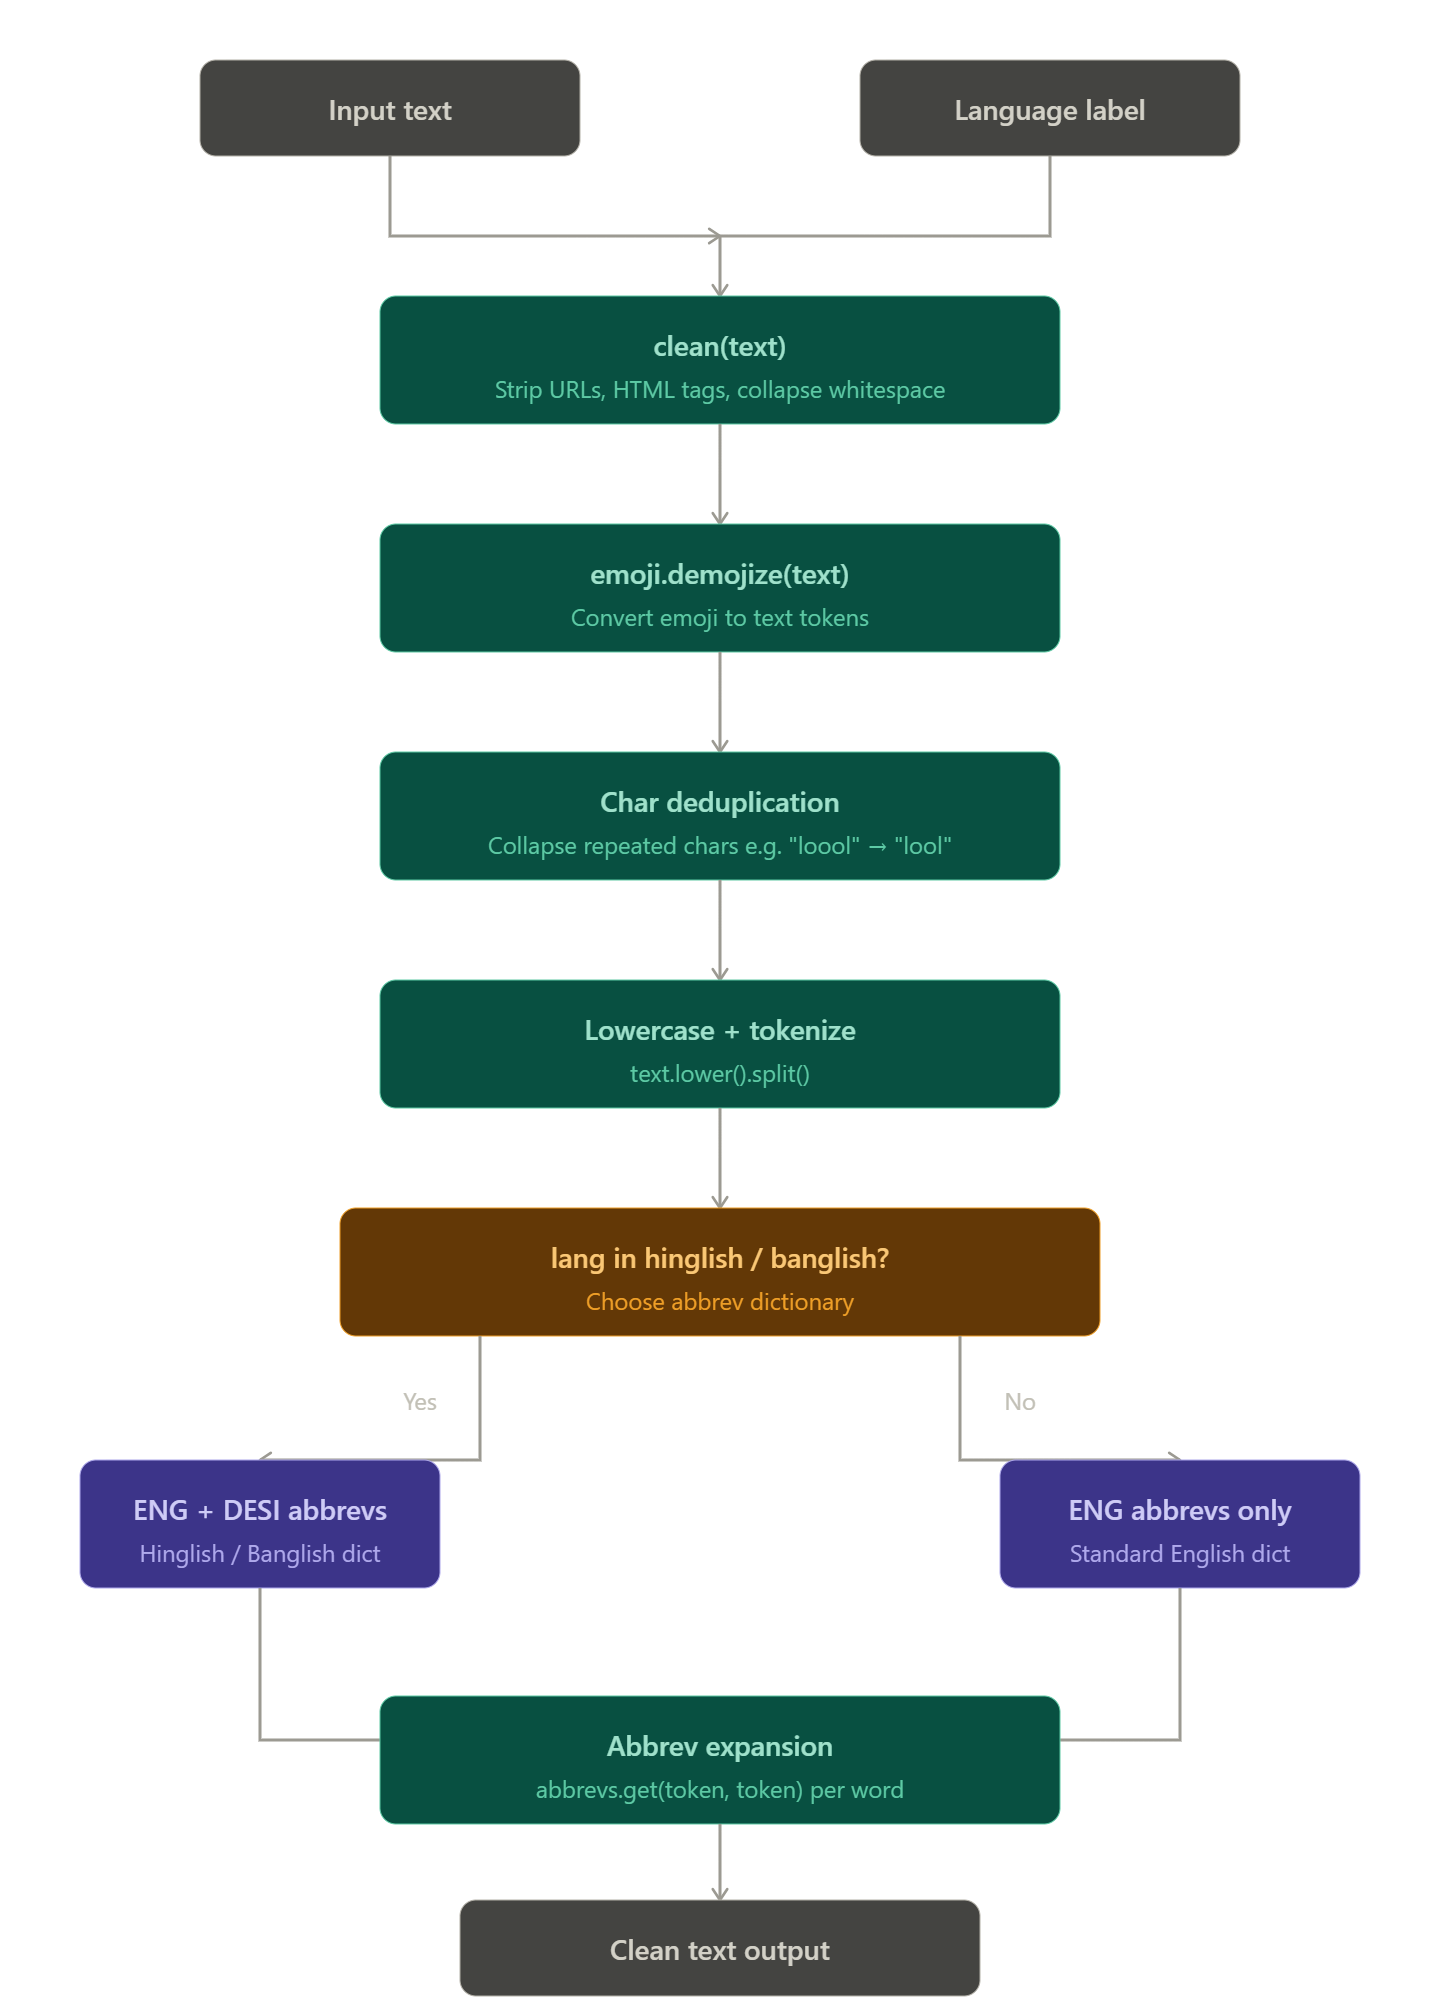 Input text
Language label
clean(text)
Strip URLs, HTML tags, collapse whitespace
emoji.demojize(text)
Convert emoji to text tokens
Char deduplication
Collapse repeated chars e.g. "loool" → "lool"
Lowercase + tokenize
text.lower().split()
lang in hinglish / banglish?
Choose abbrev dictionary
Yes
No
ENG + DESI abbrevs
Hinglish / Banglish dict
ENG abbrevs only
Standard English dict
Abbrev expansion
abbrevs.get(token, token) per word
Clean text output